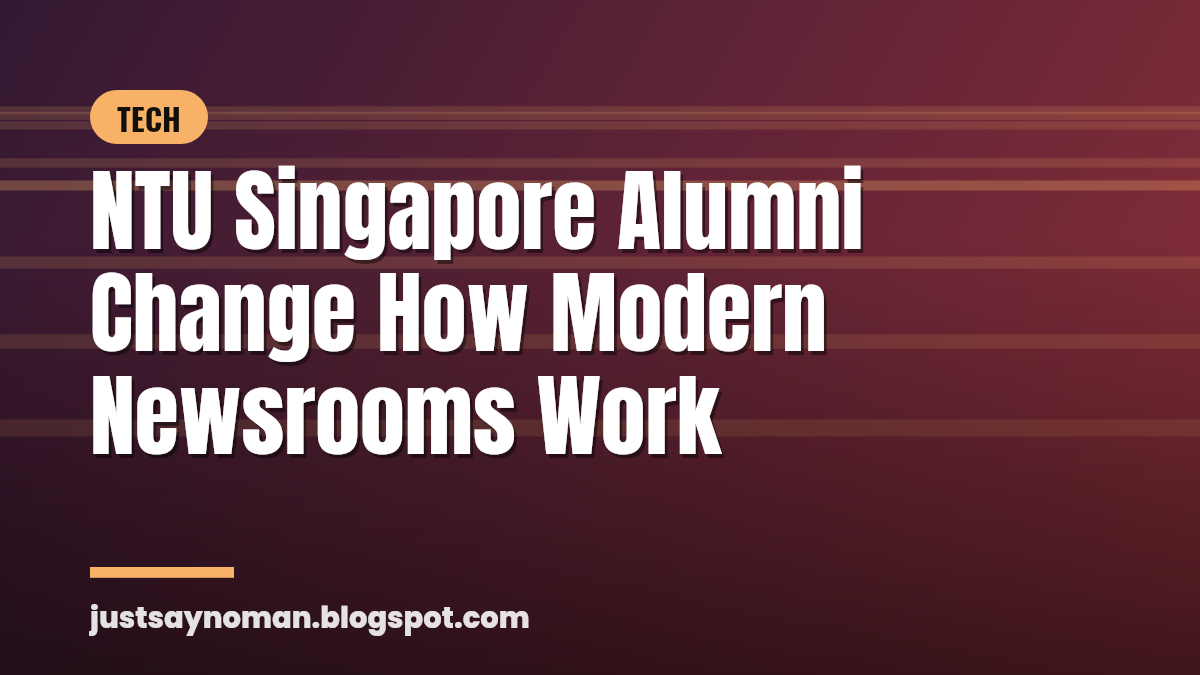 TECH
NTU Singapore Alumni
Change How Modern
Newsrooms Work
justsaynoman.blogspot.com